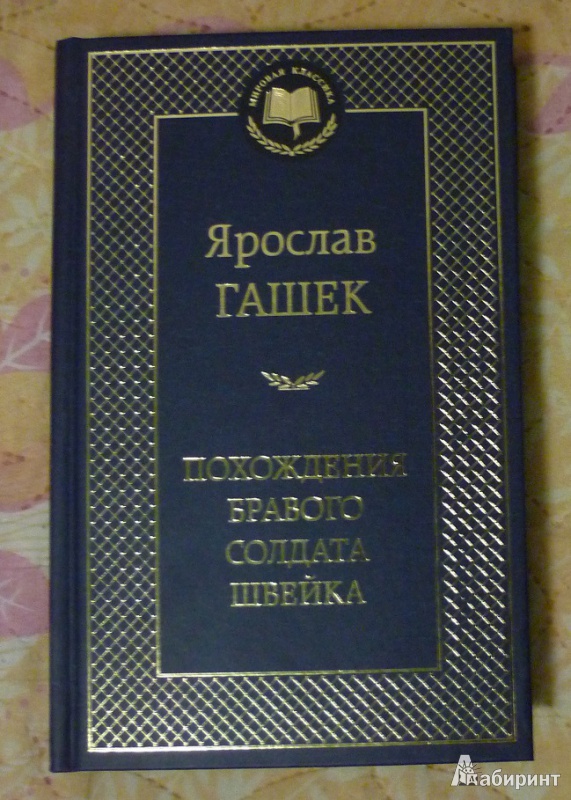 МИРОВАЯ КЛАССИКА
Ярослав
ГАШЕК
ПОХОЖДЕНИЯ
БРАВОГО
СОЛДАТА
ШВЕЙКА
Лабиринт